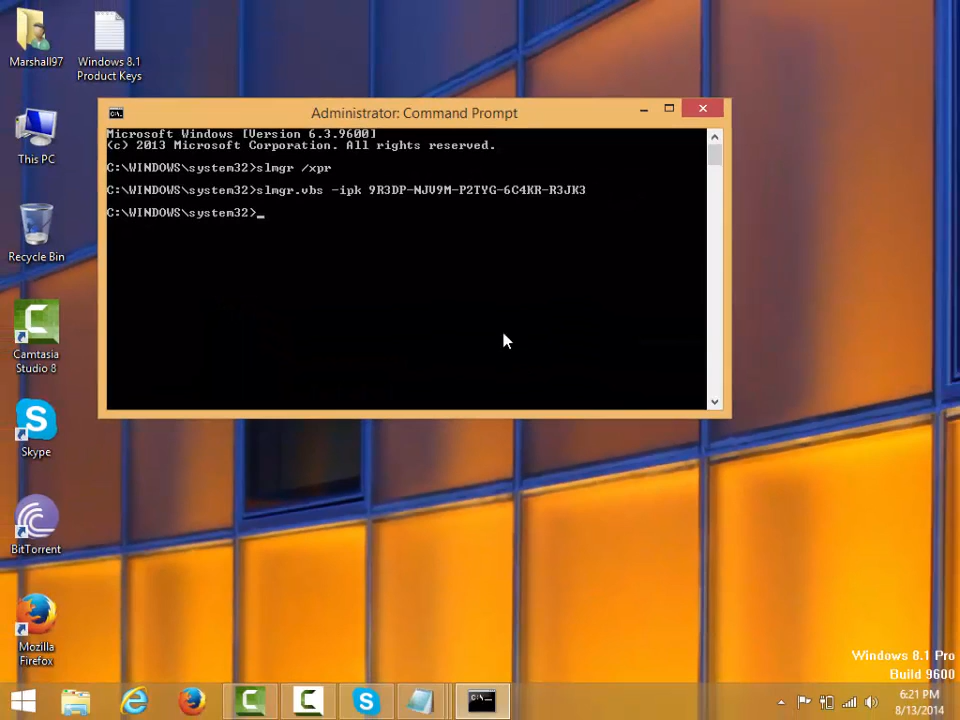 Marshall97
Windows 8.1
Product Keys
Administrator: Command Prompt
C:\.
Microsoft Windows [Version 6.3.9600]
(c) 2013 Microsoft Corporation. All rights reserved.
C:\WINDOWS\system32>slmgr /xpr
C:\WINDOWS\system32>slmgr.vbs -ipk 9R3DP-NJV9M-P2TYG-6C4KR-R3JK3
C:\WINDOWS\system32>_
This PC
Recycle Bin
Camtasia
Studio 8
Skype
BitTorrent
Mozilla
Firefox
Windows 8.1 Pro
Build 9600
6:21 PM
8/13/2014